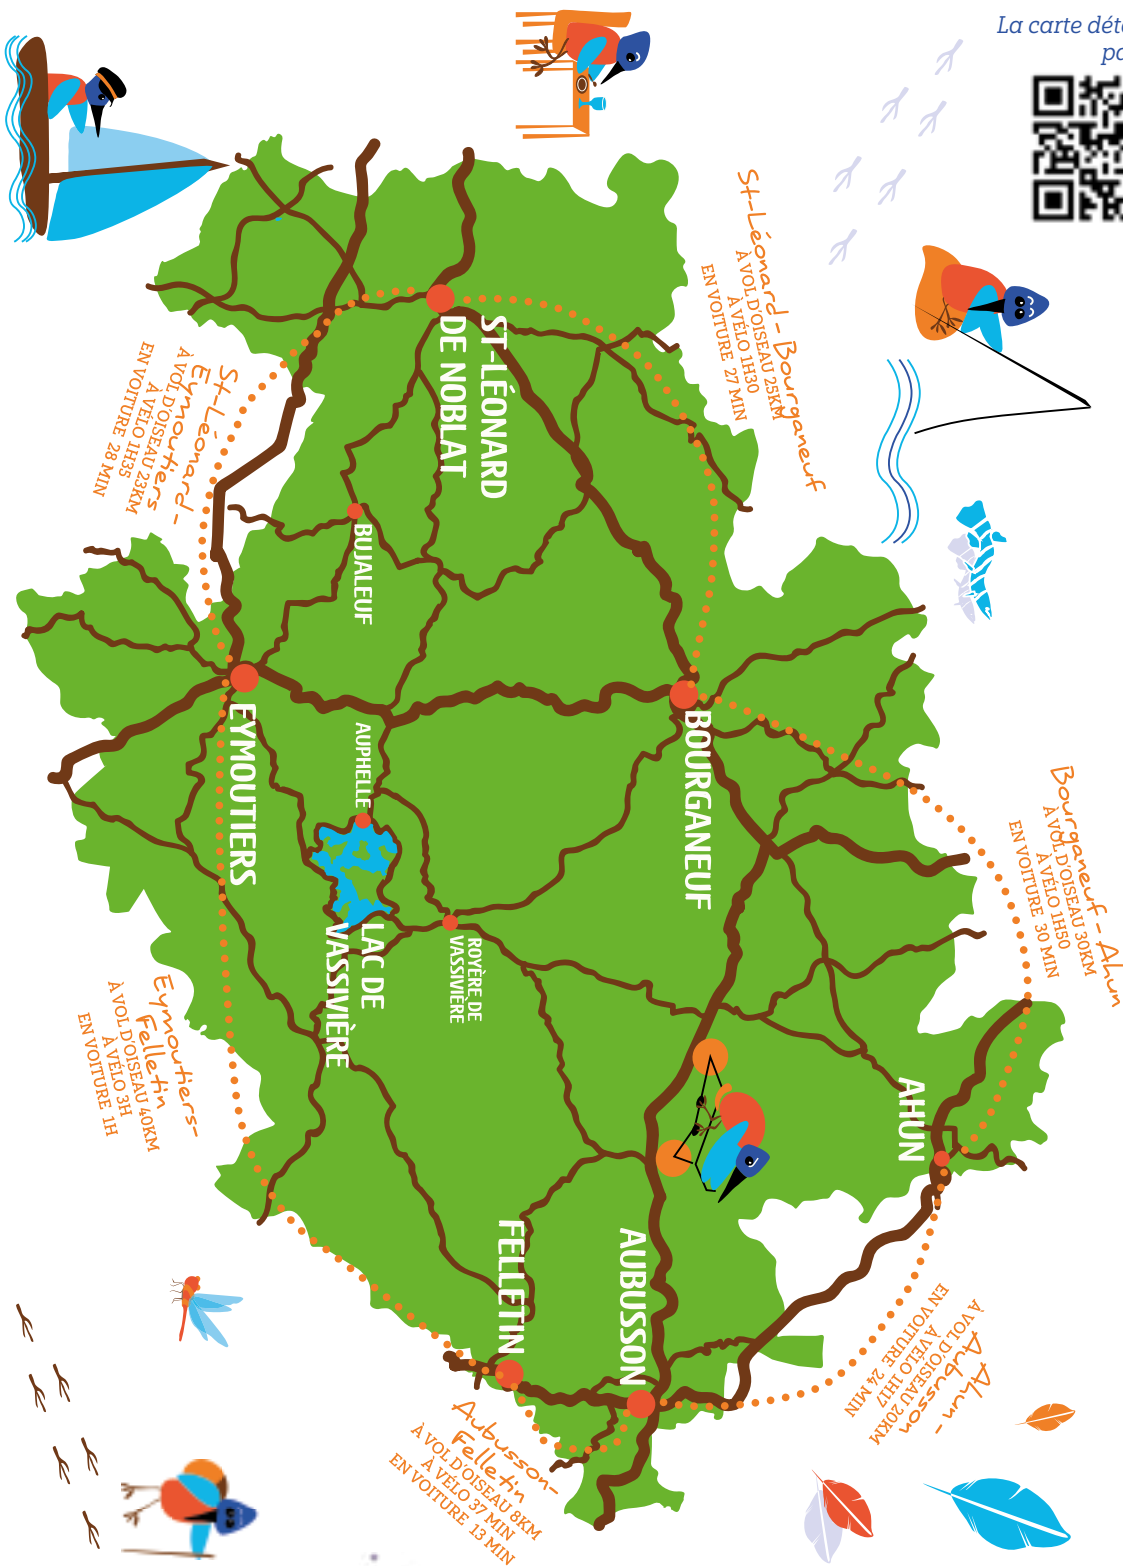 La carte
St-Léonard - Bourganeuf
À VOL D'OISEAU 25KM
À VÉLO 1H30
EN VOITURE 27 MIN
ST-LÉONARD
DE NOBLAT
St-Léonard -
Eymoutiers
À VOL D'OISEAU 23KM
À VÉLO 1H35
EN VOITURE 28 MIN
BUJALEUF
BOURGANEUF
AUPHELLE
EYMOUTIERS
Bourganeuf - Ahun
À VOL D'OISEAU 30KM
À VÉLO 1H50
EN VOITURE 30 MIN
ROYÈRE DE
VASSIVIÈRE
LAC DE
VASSIVIÈRE
Eymoutiers-
Felletin
À VOL D'OISEAU 40KM
À VÉLO 3H
EN VOITURE 1H
AHUN
FELLETIN
AUBUSSON
Ahun -
Aubusson
À VOL D'OISEAU 20KM
À VÉLO 1H17
EN VOITURE 24 MIN
Aubusson-
Felletin
À VOL D'OISEAU 8KM
À VÉLO 37 MIN
EN VOITURE 13 MIN